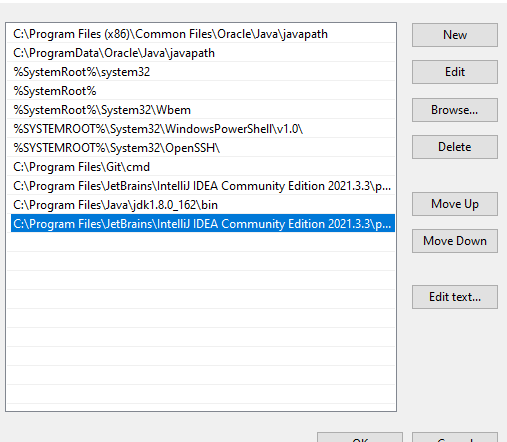 C:\Program Files (x86)\Common Files\Oracle\Java\javapath
New
C:\ProgramData\Oracle\Java\javapath
%SystemRoot%\system32
Edit
%SystemRoot%
%SystemRoot%\System32\Wbem
Browse...
%SYSTEMROOT%\System32\WindowsPowerShell\v1.0\
%SYSTEMROOT%\System32\OpenSSH\
Delete
C:\Program Files\Git\cmd
C:\Program Files\JetBrains\IntelliJ IDEA Community Edition 2021.3.3\p...
C:\Program Files\Java\jdk1.8.0_162\bin
Move Up
C:\Program Files\JetBrains\IntelliJ IDEA Community Edition 2021.3.3\p...
Move Down
Edit text...